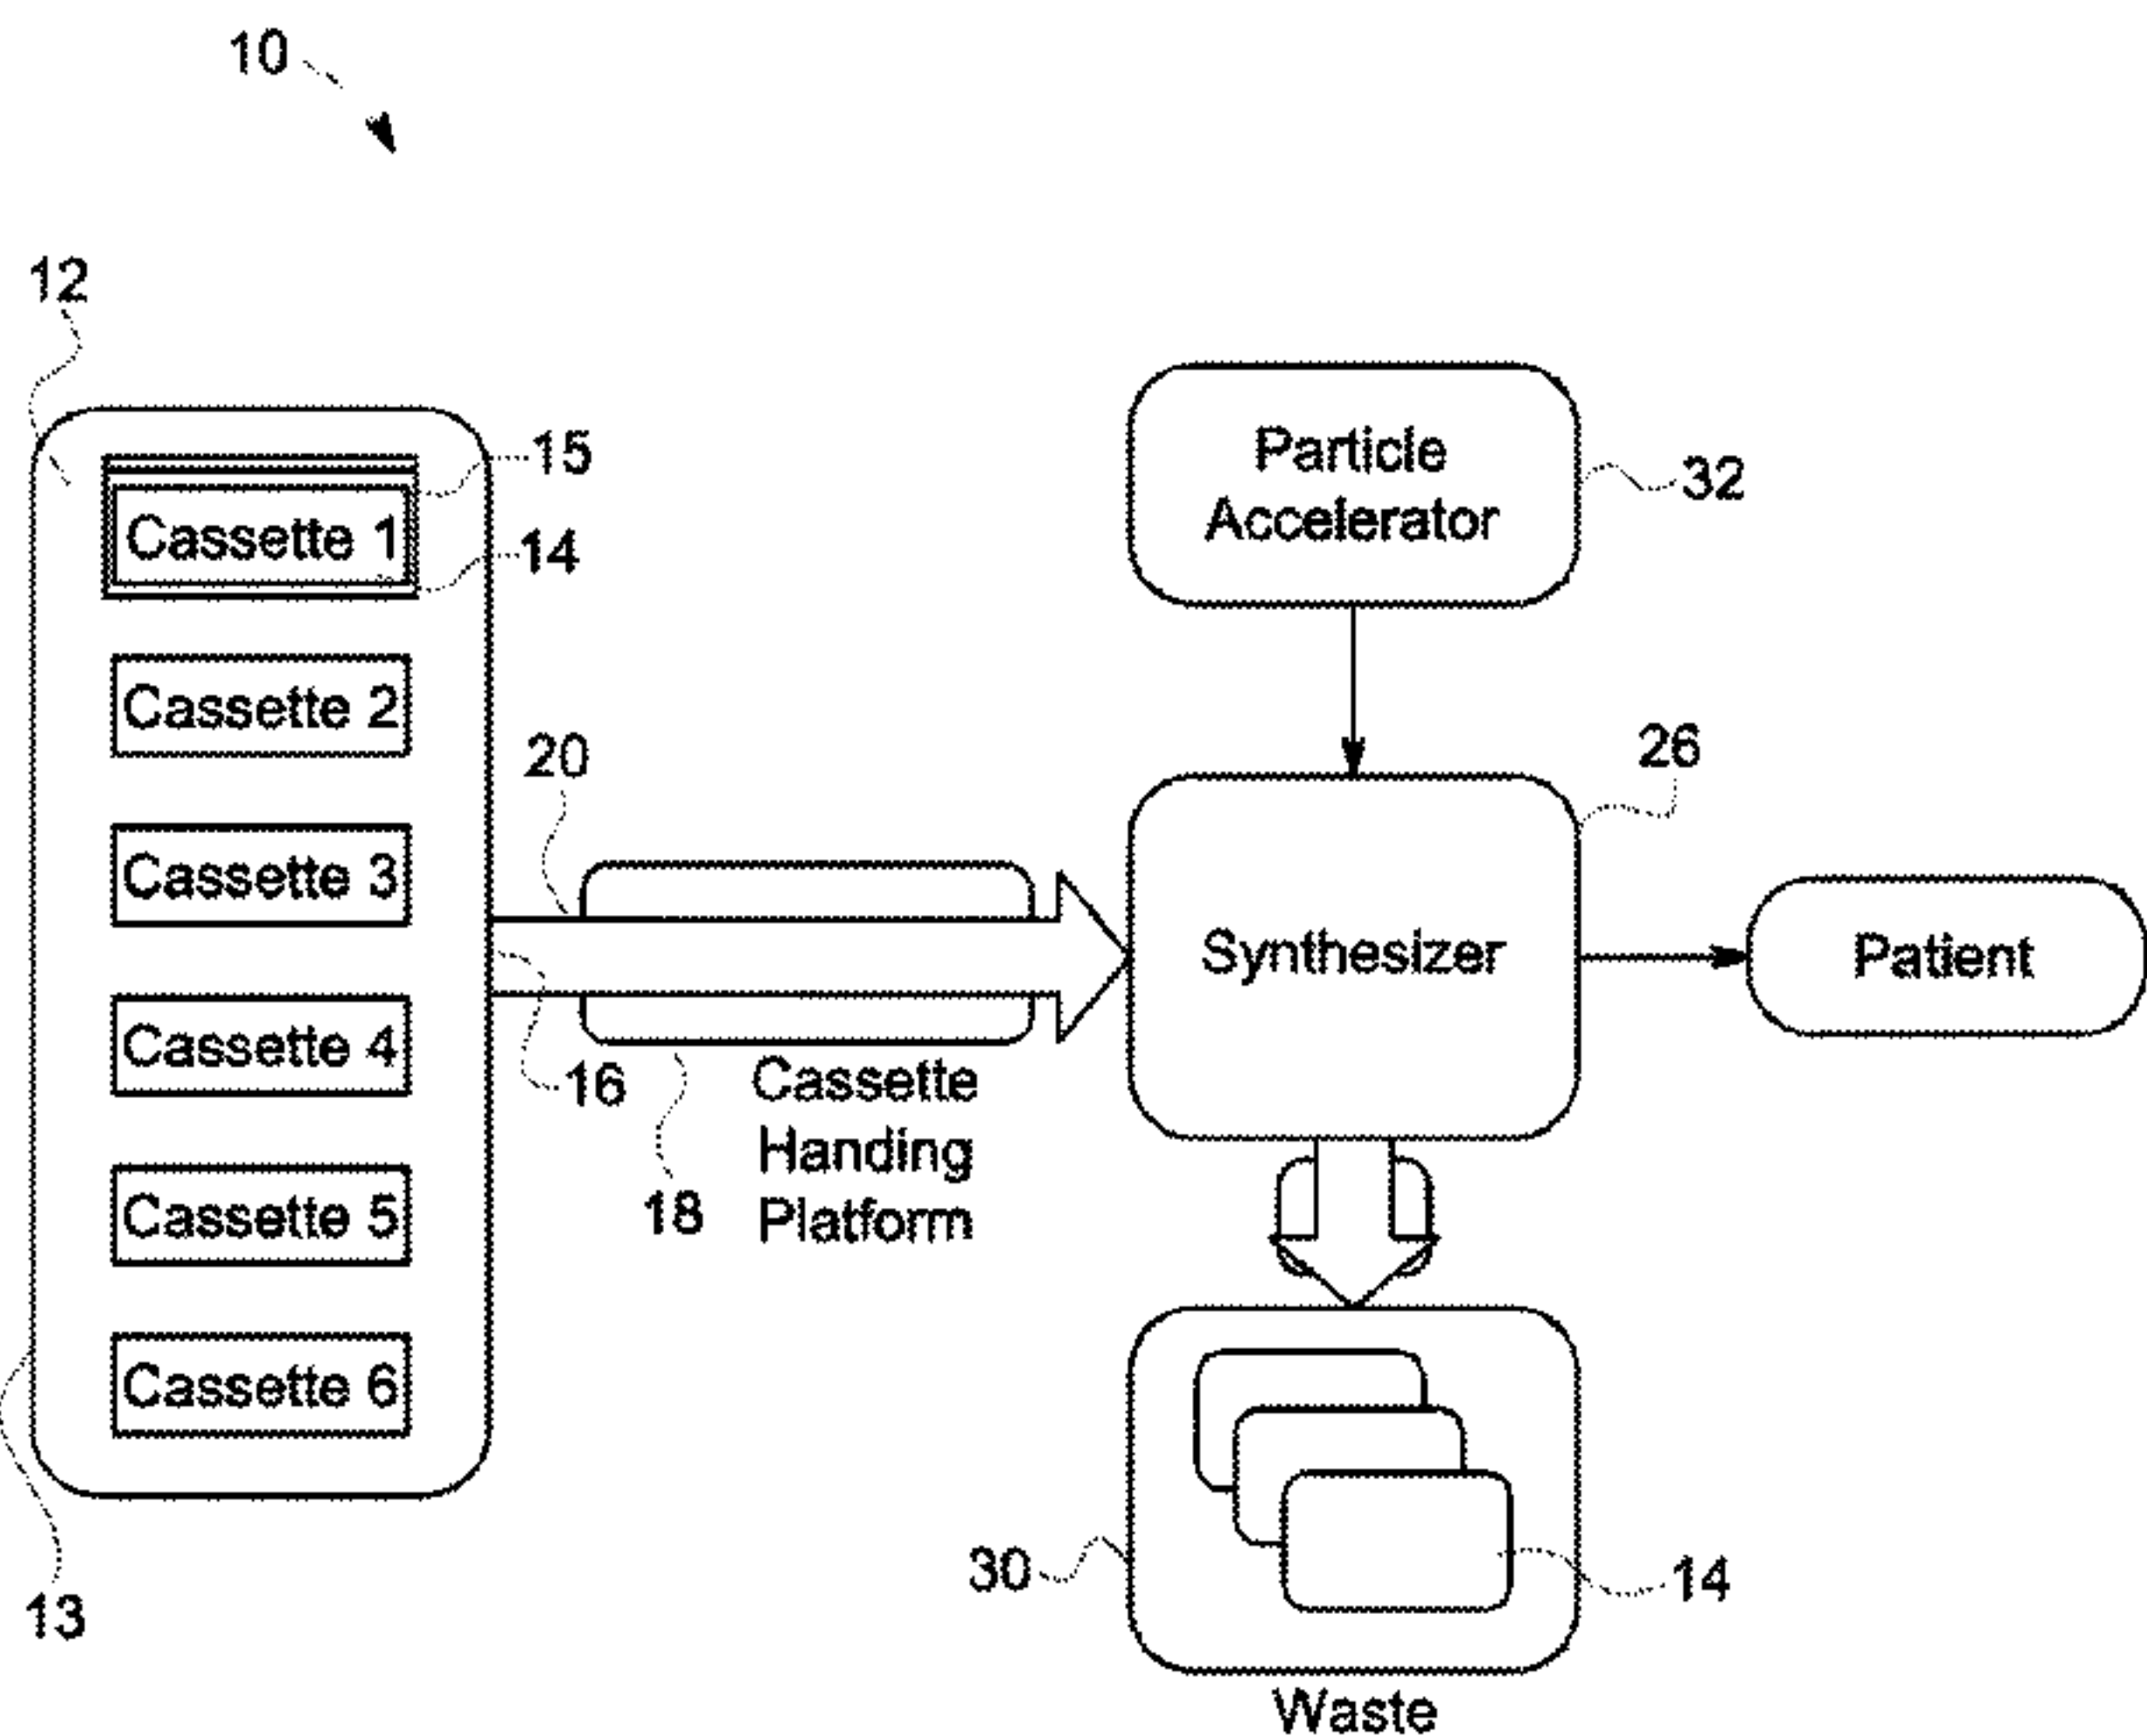 10
12
15
Cassette 1
14
Cassette 2
Cassette 3
Cassette 4
Cassette 5
Cassette 6
13
20
16
18
Cassette
Handing
Platform
Particle
Accelerator
32
26
Synthesizer
Patient
30
14
Waste